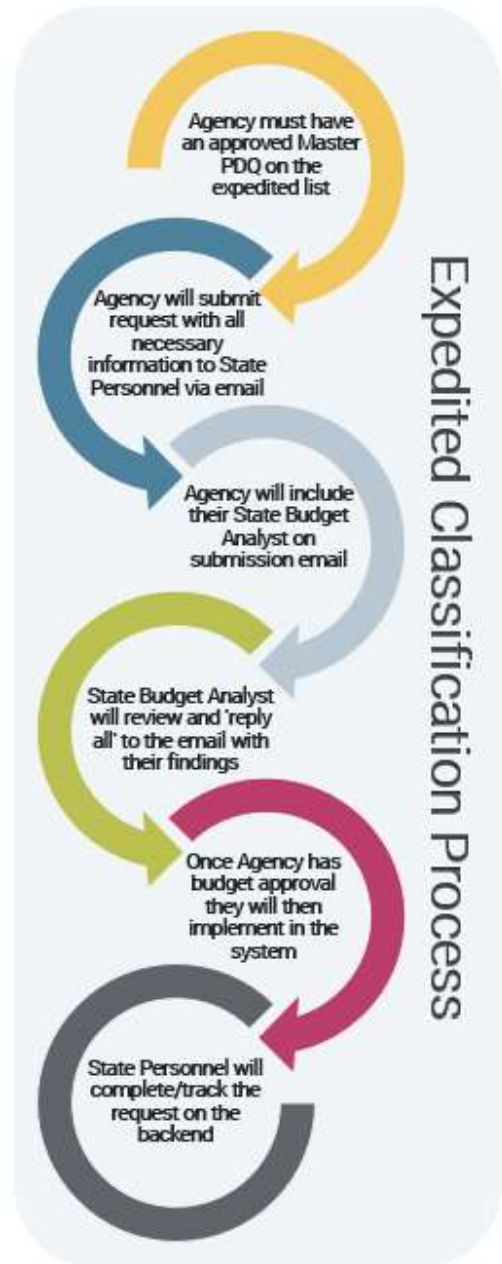 Expedited Classification Process
Agency must have
an approved Master
PDQ on the
expedited list
Agency will submit
request with all
necessary
information to State
Personnel via email
Agency will include
their State Budget
Analyst on
submission email
State Budget Analyst
will review and 'reply
all' to the email with
their findings
Once Agency has
budget approval
they will then
implement in the
system
State Personnel will
complete/track the
request on the
backend